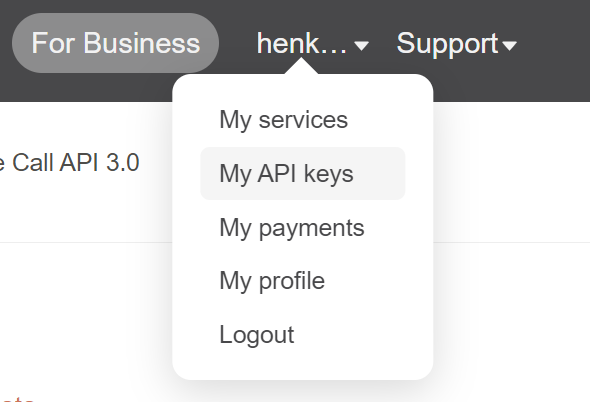 For Business henk... Support
My services
e Call API 3.0
My API keys
My payments
My profile
Logout